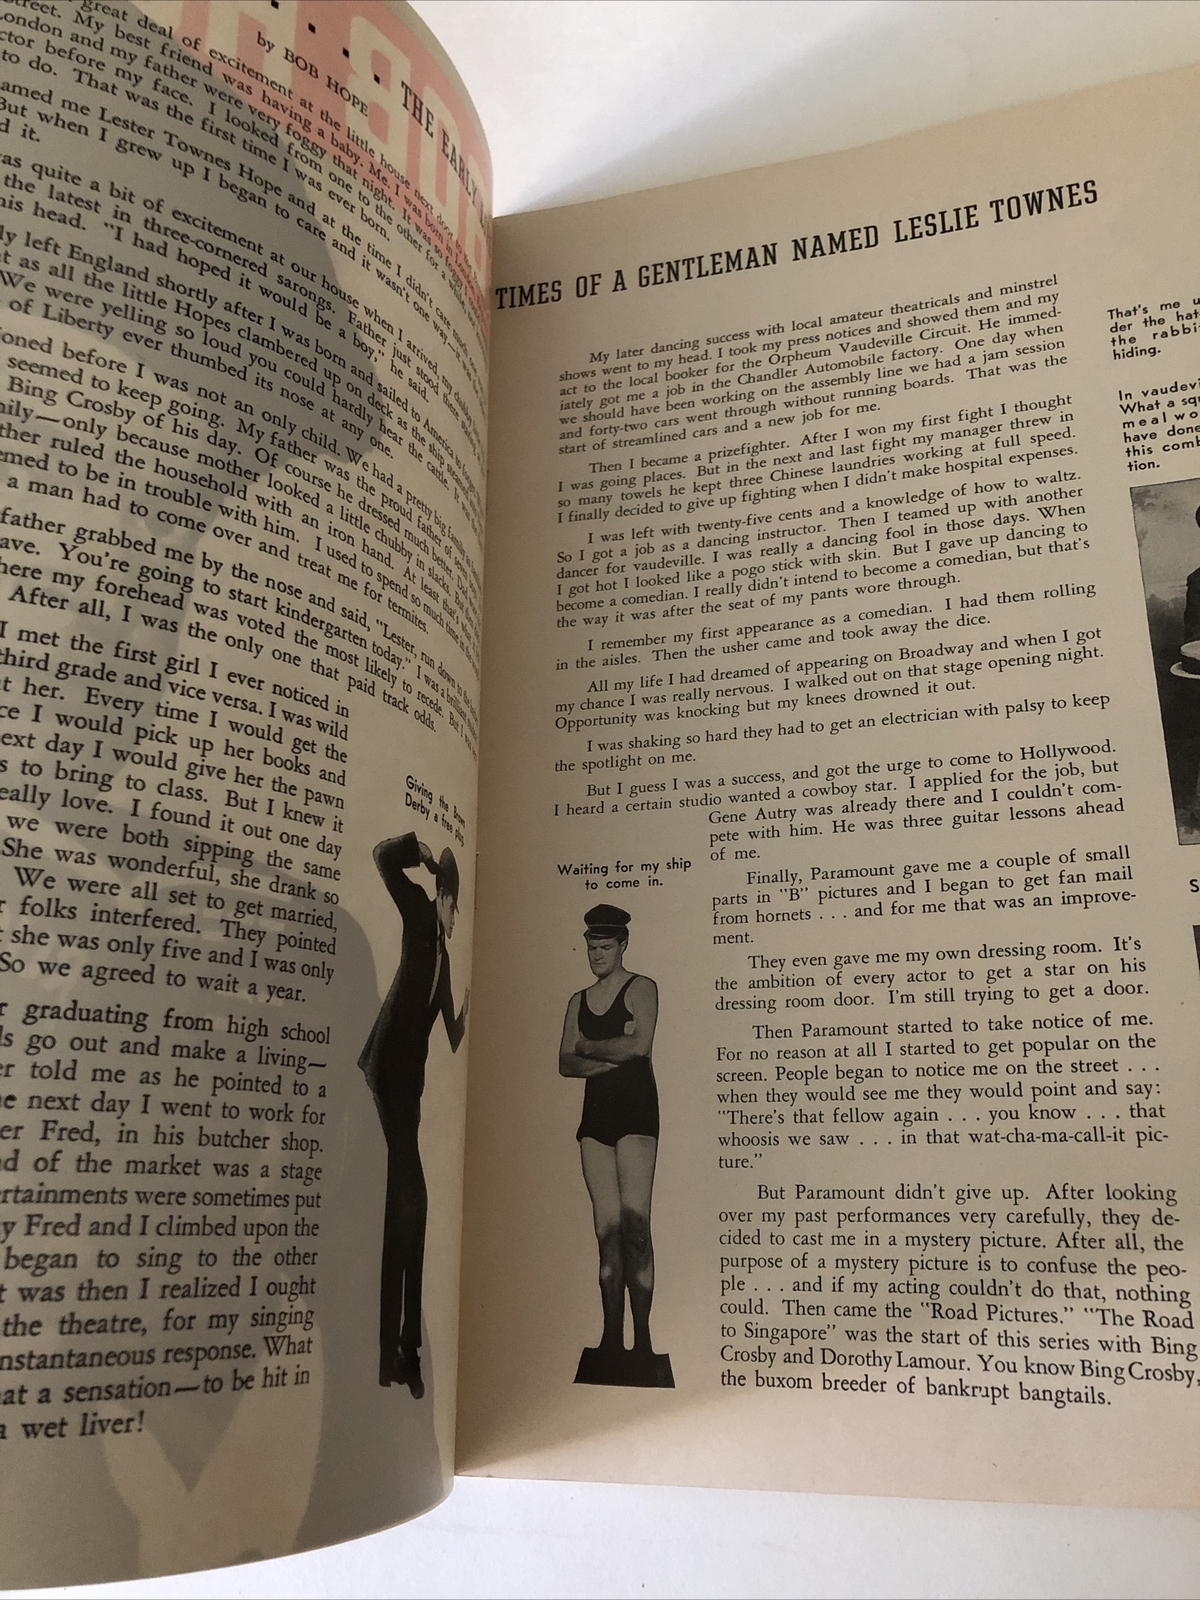 ... THE EARLY
by BOB HOPE
great deal of excitement at the little house next door to
street. My best friend was having a baby. Me. I was born in
London and my father were very foggy that night. It was so foggy
ctor before my face. I looked from one to the other for a
to do. That was the first time I was ever born.
amed me Lester Townes Hope and at the time I didn't care
But when I grew up I began to care and it wasn't one way
d it.
as quite a bit of excitement at our house when I arrived,
the latest in three-cornered sarongs. Father just stood there
his head. "I had hoped it would be a boy," he said.
ly left England shortly after I was born and sailed to America
t as all the little Hopes clambered up on deck as the ship
We were yelling so loud you could hardly hear the cattle. It
of Liberty ever thumbed its nose at any one.
ioned before I was not an only child. We had a pretty big family
seemed to keep going. My father was the proud father of
Bing Crosby of his day. Of course he dressed much better. Dad
mily—only because mother looked a little chubby in slacks. But
ther ruled the household with an iron hand. At least that's what
emed to be in trouble with him. I used to spend so much time
a man had to come over and treat me for termites.
father grabbed me by the nose and said, "Lester, run down to the
ave. You're going to start kindergarten today." I was a brilliant
here my forehead was voted the most likely to recede. But I
After all, I was the only one that paid track odds.
I met the first girl I ever noticed in
third grade and vice versa. I was wild
t her. Every time I would get the
ce I would pick up her books and
ext day I would give her the pawn
s to bring to class. But I knew it
eally love. I found it out one day
we were both sipping the same
She was wonderful, she drank so
We were all set to get married,
r folks interfered. They pointed
t she was only five and I was only
So we agreed to wait a year.
r graduating from high school
ls go out and make a living—
er told me as he pointed to a
he next day I went to work for
er Fred, in his butcher shop.
nd of the market was a stage
ertainments were sometimes put
y Fred and I climbed upon the
began to sing to the other
t was then I realized I ought
the theatre, for my singing
nstantaneous response. What
at a sensation—to be hit in
a wet liver!
Giving the Brown
Derby a free plug
TIMES OF A GENTLEMAN NAMED LESLIE TOWNES
My later dancing success with local amateur theatricals and minstrel
shows went to my head. I took my press notices and showed them and my
act to the local booker for the Orpheum Vaudeville Circuit. He immed-
iately got me a job in the Chandler Automobile factory. One day when
we should have been working on the assembly line we had a jam session
and forty-two cars went through without running boards. That was the
start of streamlined cars and a new job for me.
Then I became a prizefighter. After I won my first fight I thought
I was going places. But in the next and last fight my manager threw in
so many towels he kept three Chinese laundries working at full speed.
I finally decided to give up fighting when I didn't make hospital expenses.
I was left with twenty-five cents and a knowledge of how to waltz.
So I got a job as a dancing instructor. Then I teamed up with another
dancer for vaudeville. I was really a dancing fool in those days. When
I got hot I looked like a pogo stick with skin. But I gave up dancing to
become a comedian. I really didn't intend to become a comedian, but that's
the way it was after the seat of my pants wore through.
I remember my first appearance as a comedian. I had them rolling
in the aisles. Then the usher came and took away the dice.
All my life I had dreamed of appearing on Broadway and when I got
my chance I was really nervous. I walked out on that stage opening night.
Opportunity was knocking but my knees drowned it out.
I was shaking so hard they had to get an electrician with palsy to keep
the spotlight on me.
But I guess I was a success, and got the urge to come to Hollywood.
I heard a certain studio wanted a cowboy star. I applied for the job, but
Gene Autry was already there and I couldn't com-
pete with him. He was three guitar lessons ahead
of me.
Finally, Paramount gave me a couple of small
parts in "B" pictures and I began to get fan mail
from hornets . . . and for me that was an improve-
ment.
They even gave me my own dressing room. It's
the ambition of every actor to get a star on his
dressing room door. I'm still trying to get a door.
Then Paramount started to take notice of me.
For no reason at all I started to get popular on the
screen. People began to notice me on the street . . .
when they would see me they would point and say:
"There's that fellow again . . . you know . . . that
whoosis we saw . . . in that wat-cha-ma-call-it pic-
ture."
But Paramount didn't give up. After looking
over my past performances very carefully, they de-
cided to cast me in a mystery picture. After all, the
purpose of a mystery picture is to confuse the peo-
ple . . . and if my acting couldn't do that, nothing
could. Then came the "Road Pictures." "The Road
to Singapore" was the start of this series with Bing
Crosby and Dorothy Lamour. You know Bing Crosby,
the buxom breeder of bankrupt bangtails.
Waiting for my ship
to come in.
That's me u
der the hat
the rabbi
hiding.
In vaudevi
What a squ
meal wo
have done
this comb
tion.
S